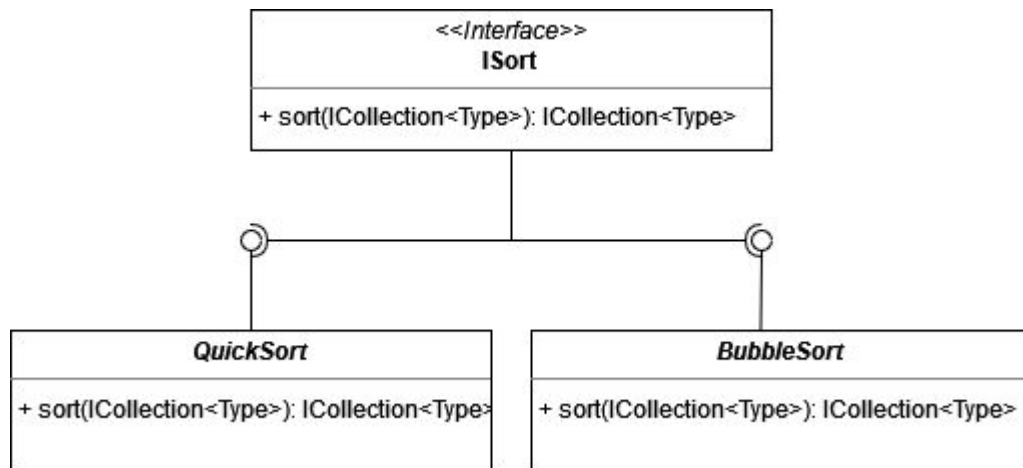 <<Interface>>
ISort
+ sort(ICollection<Type>): ICollection<Type>
QuickSort
+ sort(ICollection<Type>): ICollection<Type>
BubbleSort
+ sort(ICollection<Type>): ICollection<Type>